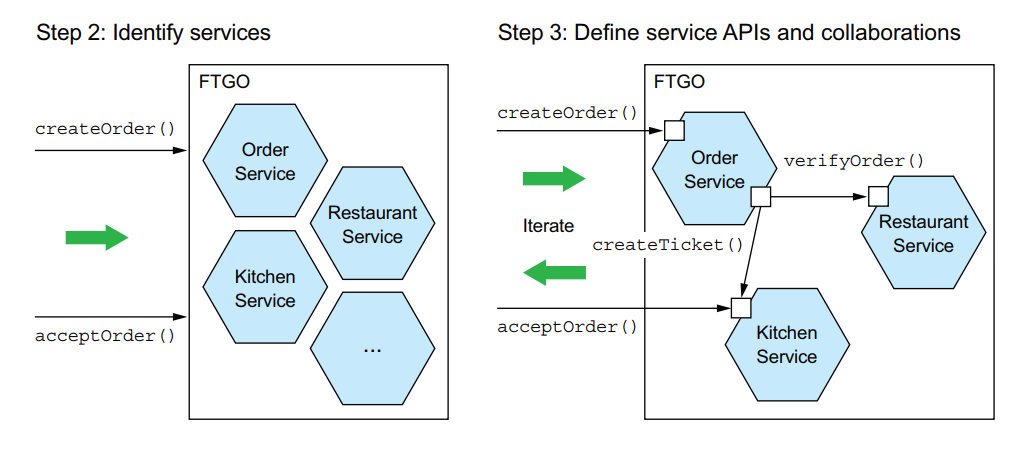 Step 2: Identify services
FTGO
createOrder()
Order
Service
Restaurant
Service
Kitchen
Service
acceptOrder()
...
Step 3: Define service APIs and collaborations
FTGO
createOrder()
Order
Service
verifyOrder()
Iterate
Restaurant
Service
createTicket()
acceptOrder()
Kitchen
Service